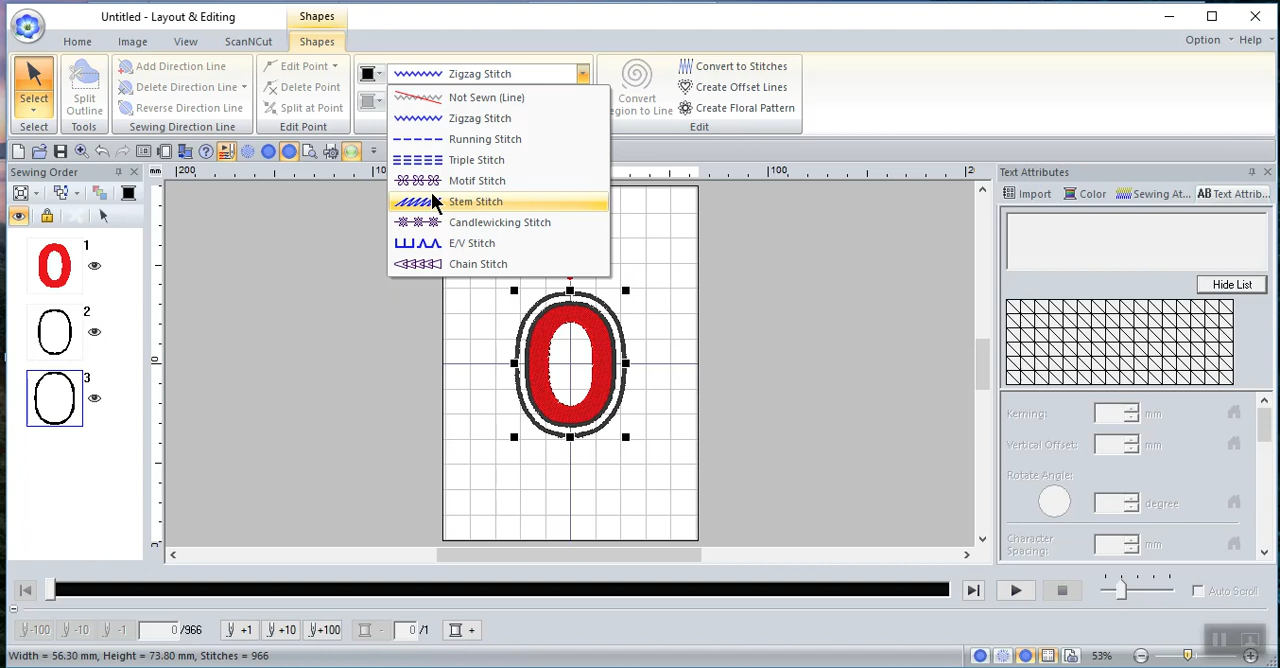 Untitled - Layout & Editing
Shapes
Home
Image
View
ScanNCut
Shapes
Option
Help
Select
Split
Outline
Add Direction Line
Delete Direction Line
Reverse Direction Line
Edit Point
Delete Point
Split at Point
Zigzag Stitch
Convert
Region to Line
Convert to Stitches
Create Offset Lines
Create Floral Pattern
Select
Tools
Sewing Direction Line
Edit Point
Edit
Not Sewn (Line)
Zigzag Stitch
Running Stitch
Triple Stitch
Motif Stitch
Stem Stitch
Candlewicking Stitch
E/V Stitch
Chain Stitch
Sewing Order
mm
200
100
Text Attributes
Import
Color
Sewing At...
AB Text Attrib...
Hide List
1
2
3
0
Kerning:
mm
Vertical Offset:
mm
Rotate Angle:
degree
Character
Spacing:
mm
Auto Scroll
-100
-10
-1
0 /966
+1
+10
+100
-
0 /1
+
Width = 56.30 mm, Height = 73.80 mm, Stitches = 966
53%